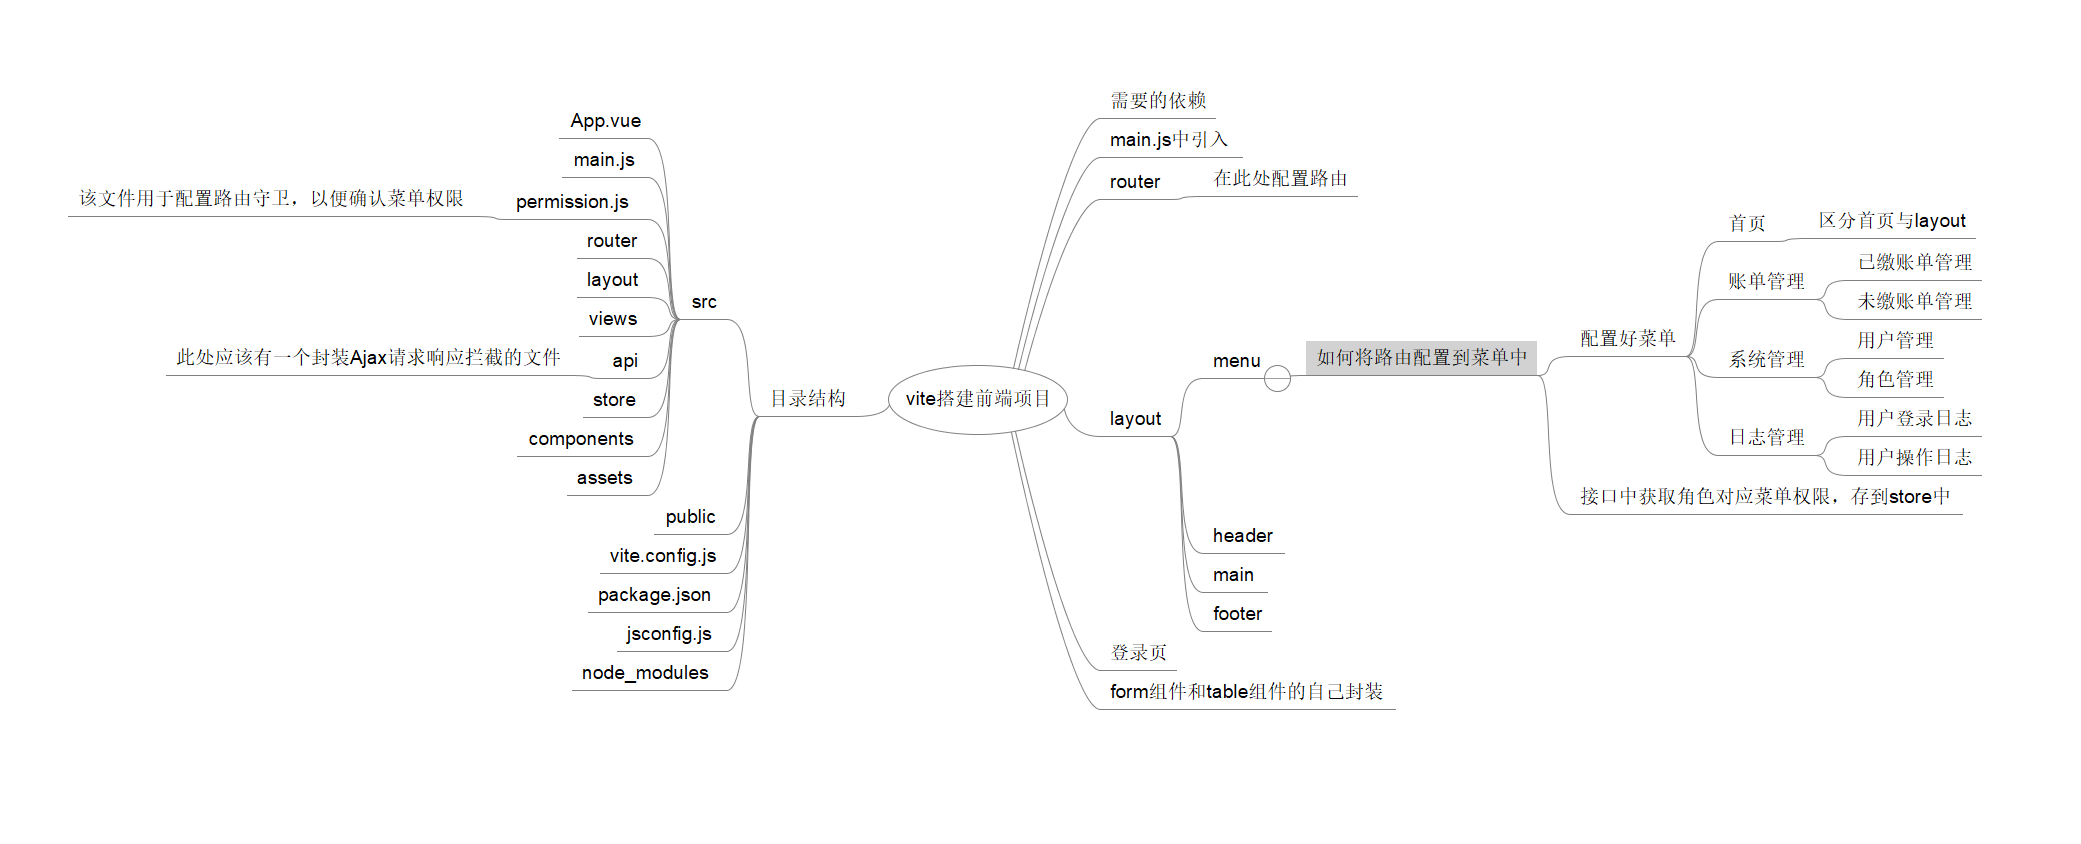 vite搭建前端项目
需要的依赖
main.js中引入
router
在此处配置路由
layout
menu
如何将路由配置到菜单中
配置好菜单
首页
区分首页与layout
账单管理
已缴账单管理
未缴账单管理
系统管理
用户管理
角色管理
日志管理
用户登录日志
用户操作日志
接口中获取角色对应菜单权限，存到store中
header
main
footer
登录页
form组件和table组件的自己封装
目录结构
src
App.vue
main.js
permission.js
该文件用于配置路由守卫，以便确认菜单权限
router
layout
views
api
此处应该有一个封装Ajax请求响应拦截的文件
store
components
assets
public
vite.config.js
package.json
jsconfig.js
node_modules